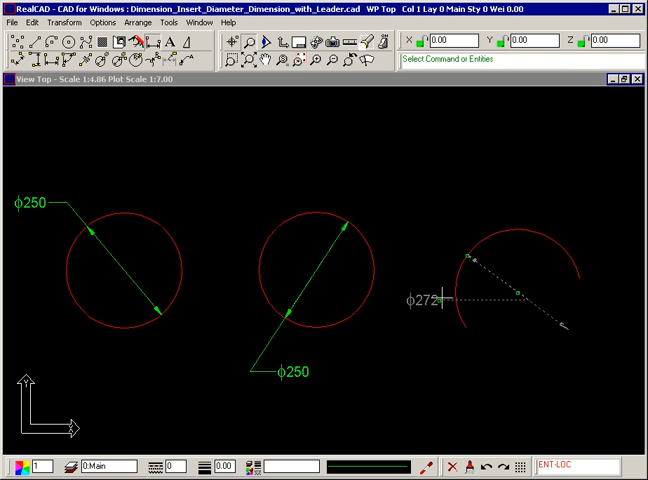 RealCAD - CAD for Windows : Dimension_Insert_Diameter_Dimension_with_Leader.cad WP Top Col 1 Lay 0 Main Sty 0 Wei 0.00
File Edit Transform Options Arrange Tools Window Help
X 0.00 Y 0.00 Z 0.00
Select Command or Entities
View Top - Scale 1:4.86 Plot Scale 1:7.00
ϕ250
ϕ272
ϕ250
Y
X
1 0:Main 0 0.00 ENT-LOC